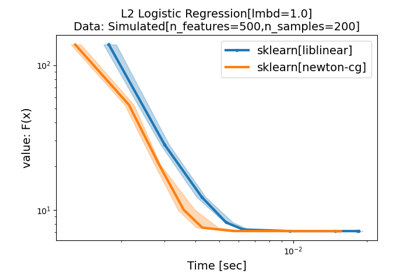 L2 Logistic Regression[lmbd=1.0]
Data: Simulated[n_features=500,n_samples=200]
sklearn[liblinear]
sklearn[newton-cg]
value: F(x)
10²
10¹
10⁻²
Time [sec]